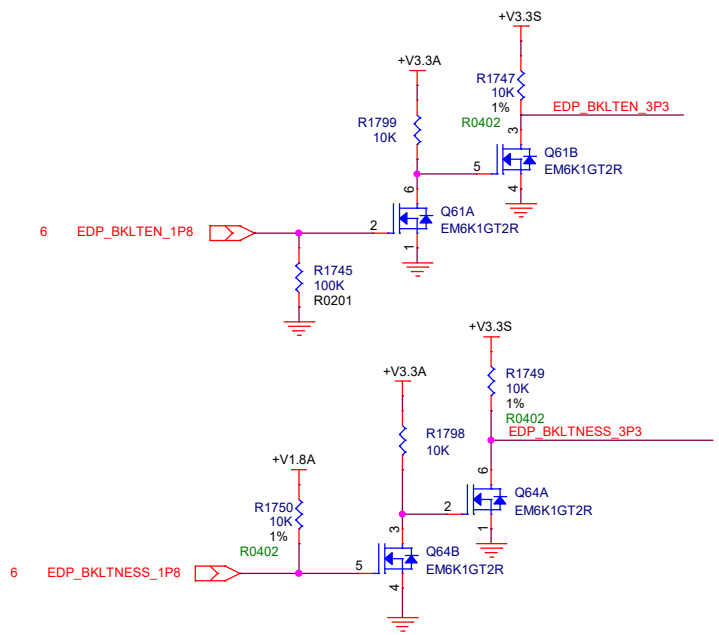 +V3.3S
+V3.3A
R1747
10K
1%
R0402
EDP_BKLTEN_3P3
R1799
10K
3
5
Q61B
EM6K1GT2R
4
6
Q61A
EM6K1GT2R
2
1
6 EDP_BKLTEN_1P8
R1745
100K
R0201
+V3.3S
+V3.3A
R1749
10K
1%
R0402
EDP_BKLTNESS_3P3
R1798
10K
+V1.8A
R1750
10K
1%
R0402
6
2
Q64A
EM6K1GT2R
1
3
5
Q64B
EM6K1GT2R
4
6 EDP_BKLTNESS_1P8